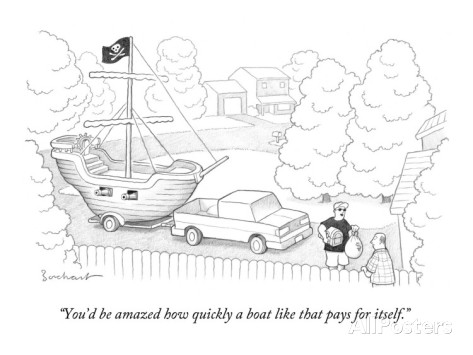 Borchart
“You’d be amazed how quickly a boat like that pays for itself.”
AllPosters